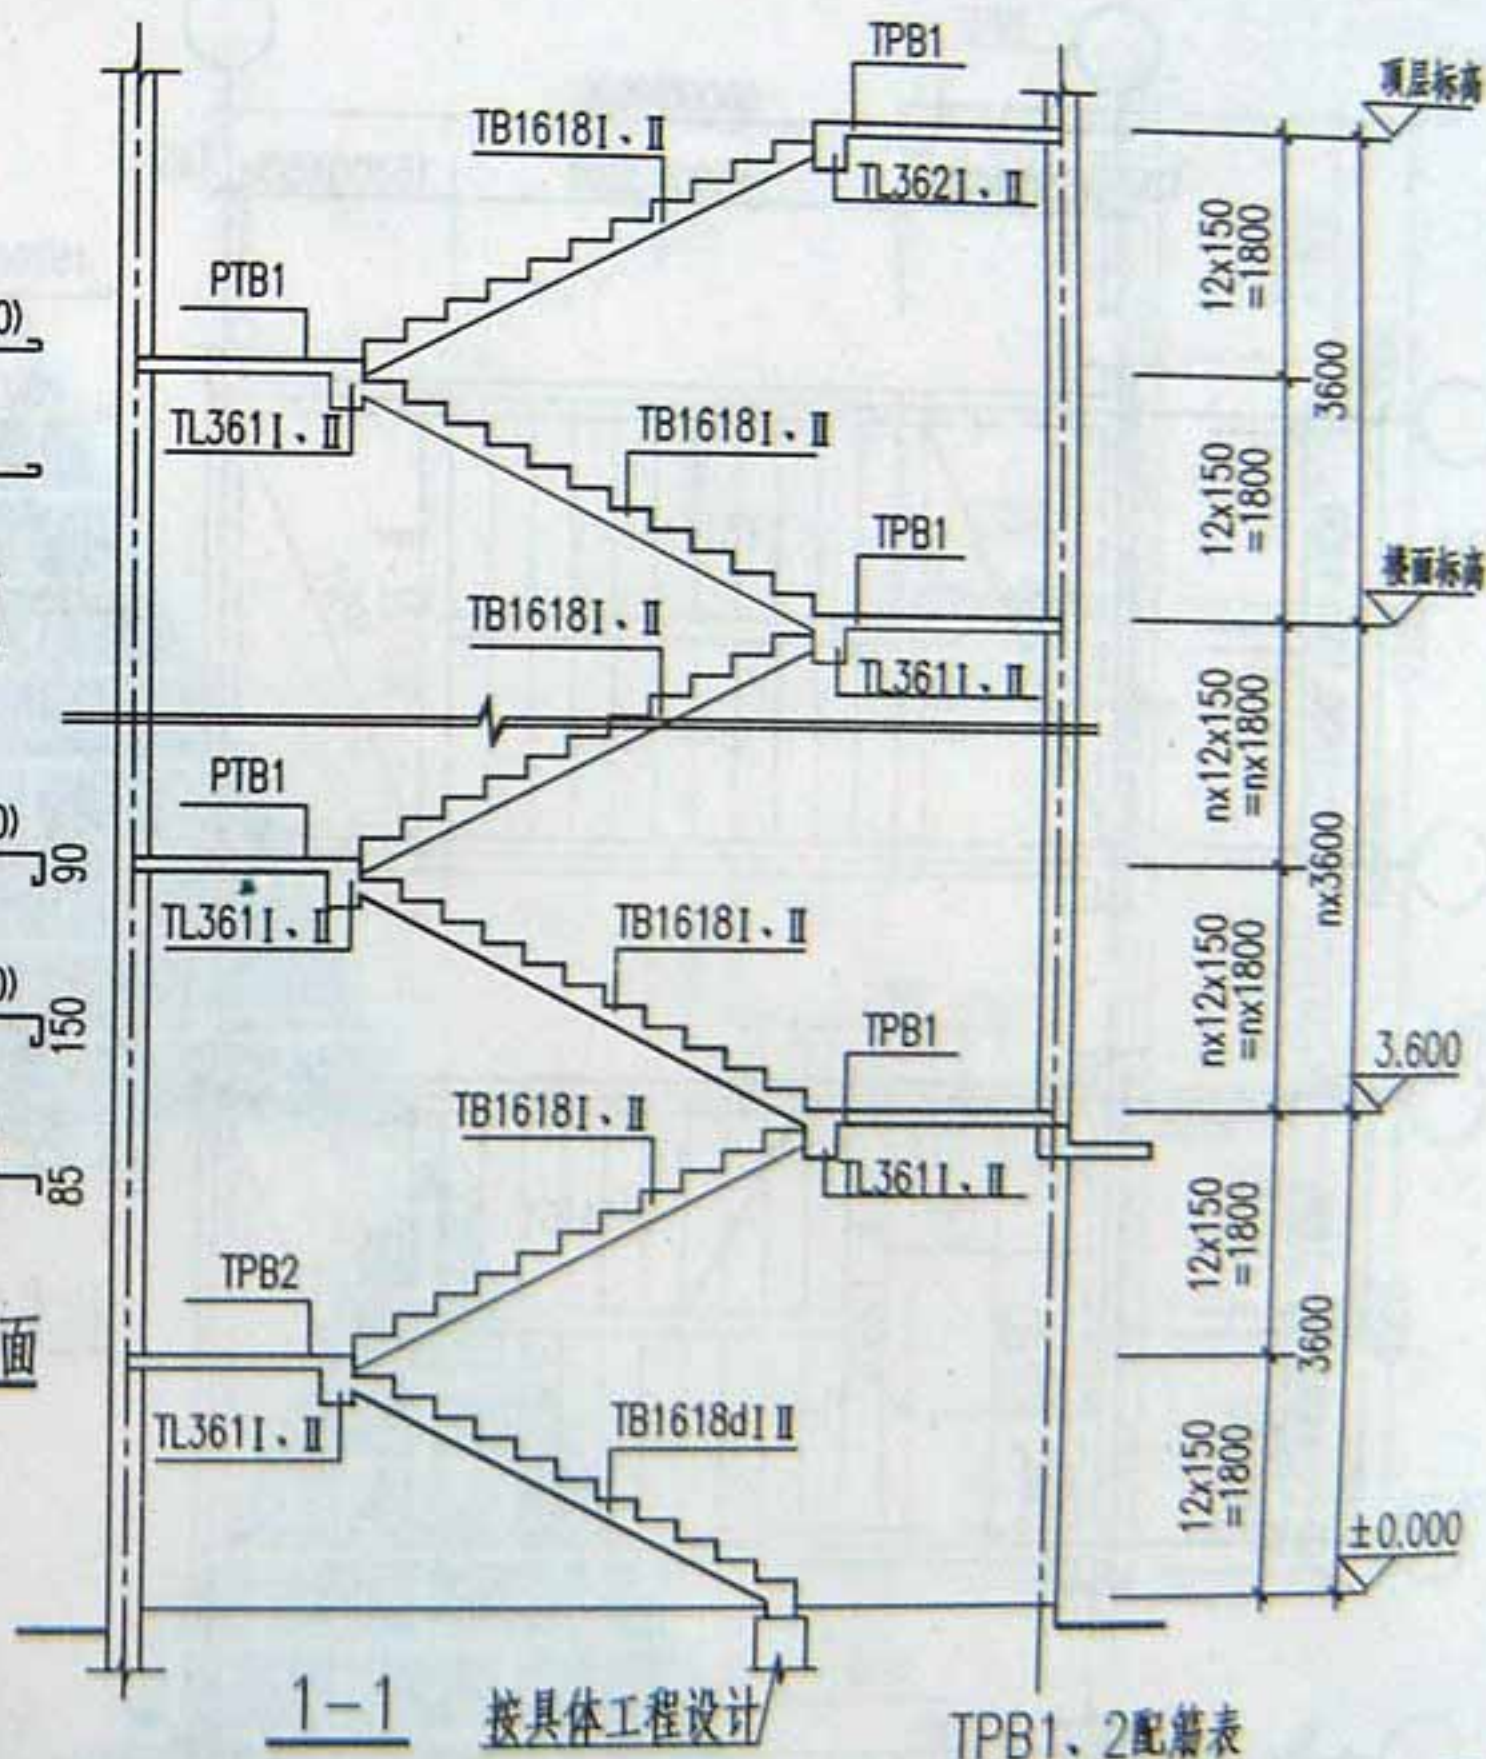 TPB1
顶层标高
TB1618Ⅰ、Ⅱ
TL362Ⅰ、Ⅱ
12x150
=1800
PTB1
0)
3600
TL361Ⅰ、Ⅱ
TB1618Ⅰ、Ⅱ
12x150
=1800
TPB1
楼面标高
TB1618Ⅰ、Ⅱ
TL361Ⅰ、Ⅱ
nx12x150
=nx1800
PTB1
0)
90
nx3600
TL361Ⅰ、Ⅱ
TB1618Ⅰ、Ⅱ
nx12x150
=nx1800
0)
150
TPB1
3.600
TB1618Ⅰ、Ⅱ
TL361Ⅰ、Ⅱ
85
12x150
=1800
TPB2
面
3600
TL361Ⅰ、Ⅱ
TB1618dⅠⅡ
12x150
=1800
±0.000
1-1
按具体工程设计
TPB1、2配筋表